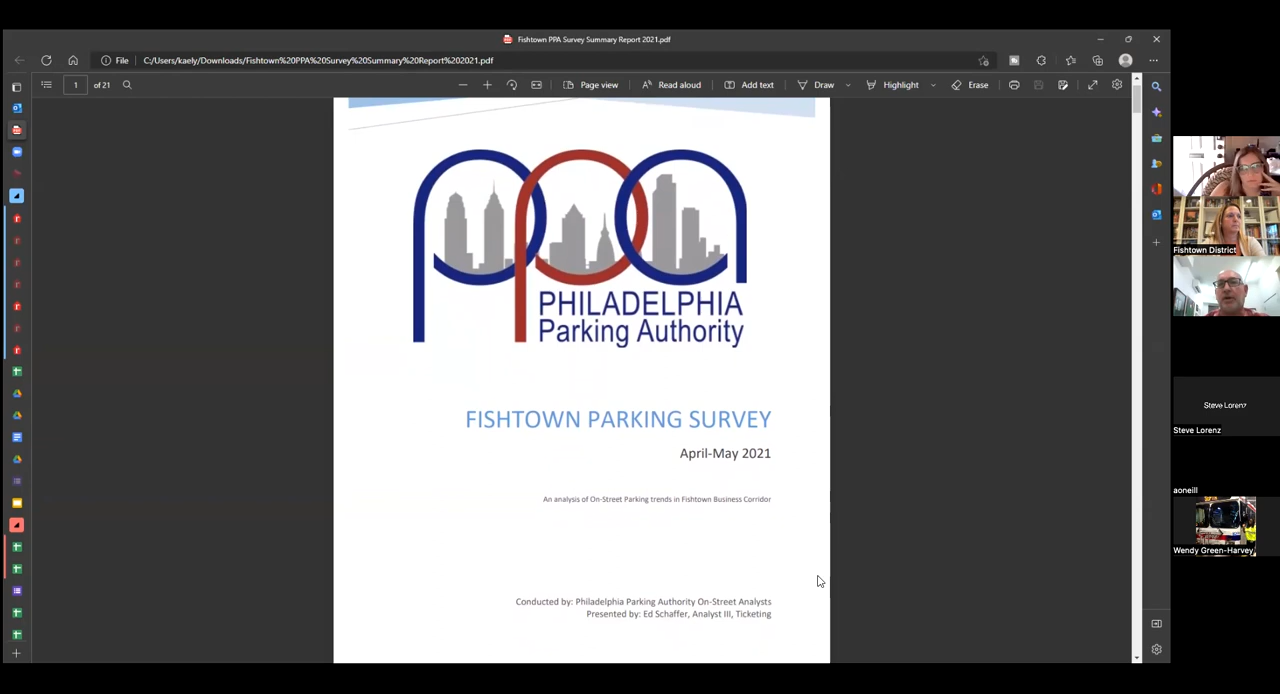 Fishtown PPA Survey Summary Report 2021.pdf
File C:/Users/kaely/Downloads/Fishtown%20PPA%20Survey%20Summary%20Report%202021.pdf
1 of 21 Page view Read aloud Add text Draw Highlight Erase
PHILADELPHIA
Parking Authority
FISHTOWN PARKING SURVEY
April-May 2021
An analysis of On-Street Parking trends in Fishtown Business Corridor
Conducted by: Philadelphia Parking Authority On-Street Analysts
Presented by: Ed Schaffer, Analyst III, Ticketing
Fishtown District
Steve Lorenz
Steve Lorenz
aoneill
Wendy Green-Harvey